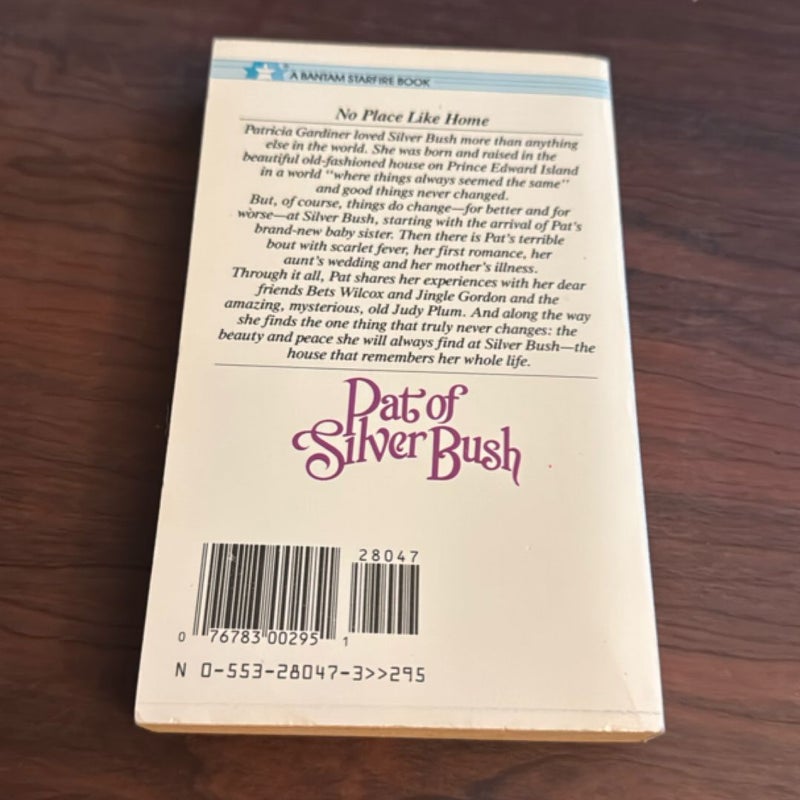 A BANTAM STARFIRE BOOK
No Place Like Home
Patricia Gardiner loved Silver Bush more than anything
else in the world. She was born and raised in the
beautiful old-fashioned house on Prince Edward Island
in a world "where things always seemed the same"
and good things never changed.
But, of course, things do change—for better and for
worse—at Silver Bush, starting with the arrival of Pat's
brand-new baby sister. Then there is Pat's terrible
bout with scarlet fever, her first romance, her
aunt's wedding and her mother's illness.
Through it all, Pat shares her experiences with her dear
friends Bets Wilcox and Jingle Gordon and the
amazing, mysterious, old Judy Plum. And along the way
she finds the one thing that truly never changes: the
beauty and peace she will always find at Silver Bush—the
house that remembers her whole life.
Pat of
Silver Bush
28047
0 76783 00295 1
N 0-553-28047-3>>295